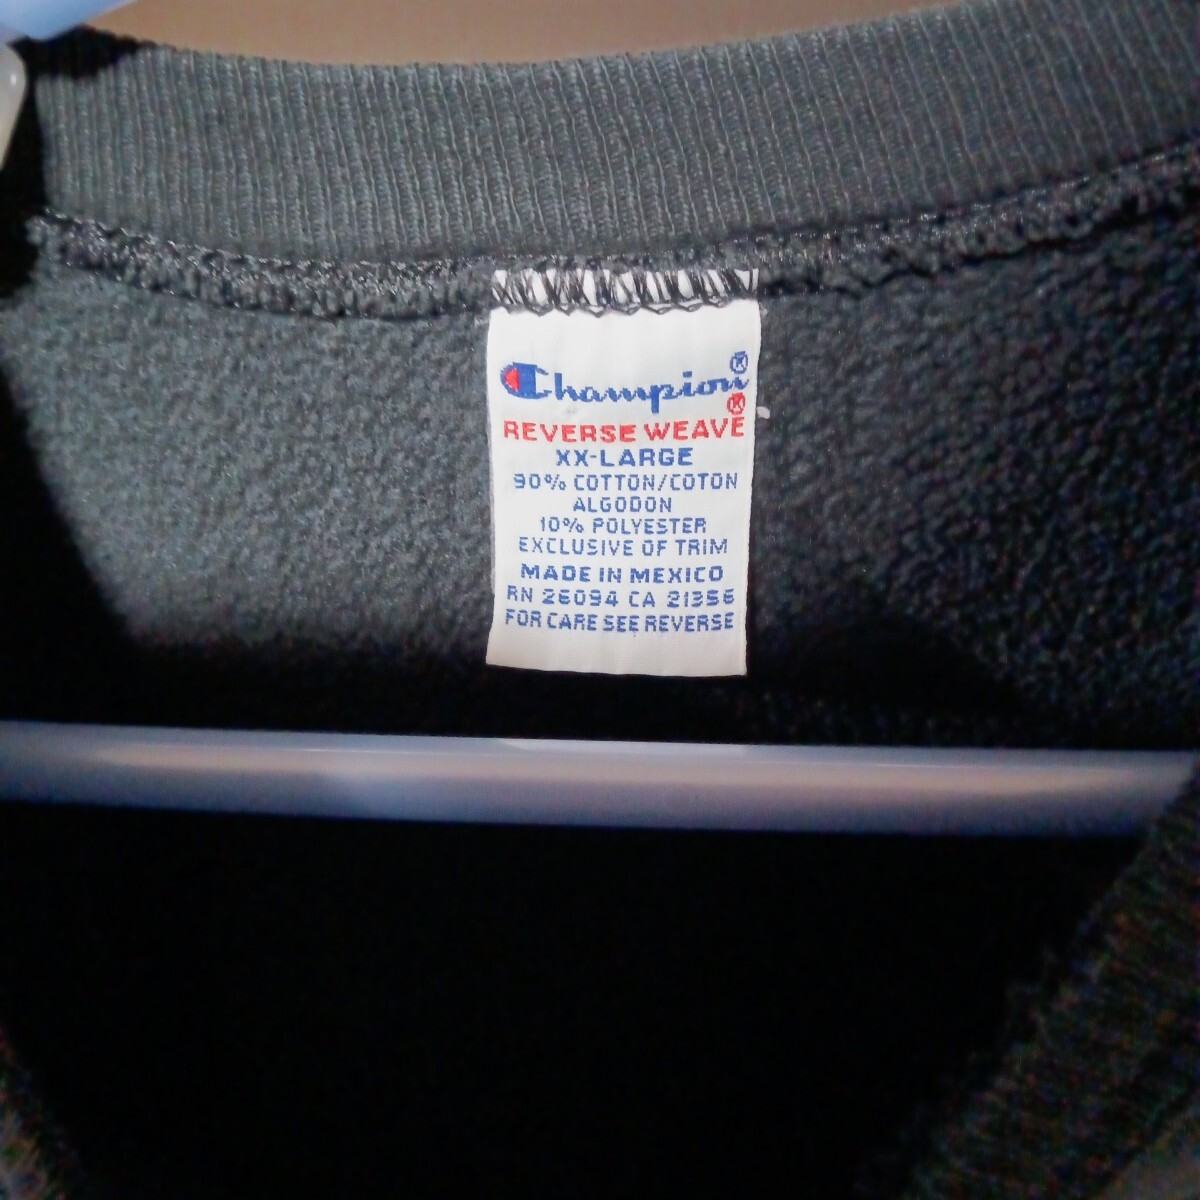 Champion®
®
REVERSE WEAVE
XX-LARGE
90% COTTON/COTON
ALGODON
10% POLYESTER
EXCLUSIVE OF TRIM
MADE IN MEXICO
RN 26094 CA 21356
FOR CARE SEE REVERSE